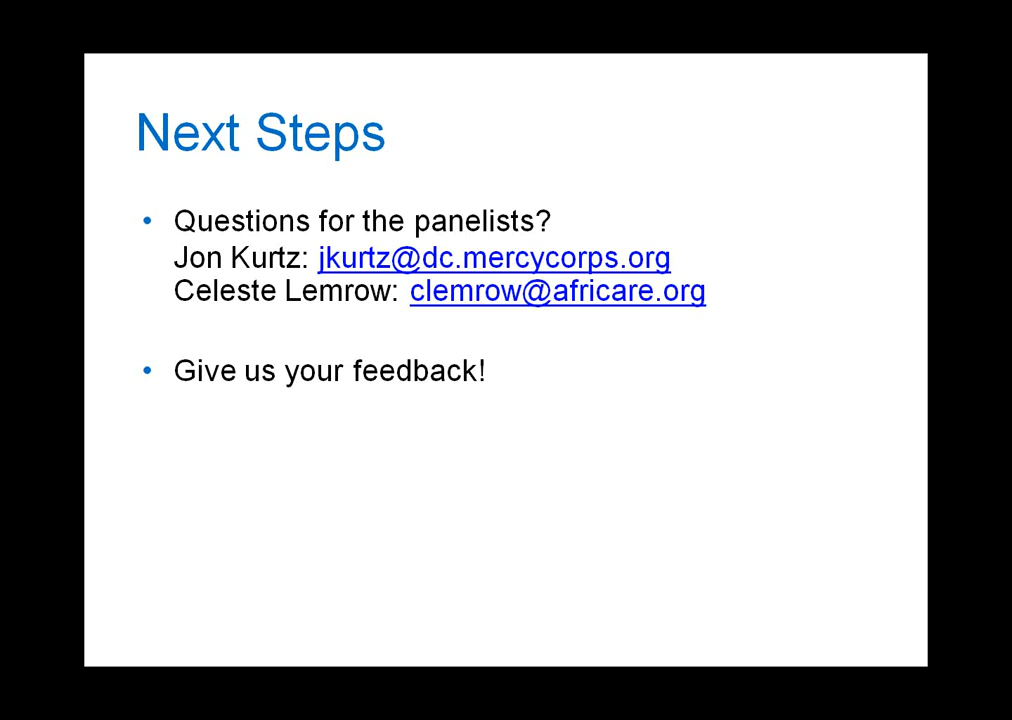 Next Steps
• Questions for the panelists?
Jon Kurtz: jkurtz@dc.mercycorps.org
Celeste Lemrow: clemrow@africare.org
• Give us your feedback!